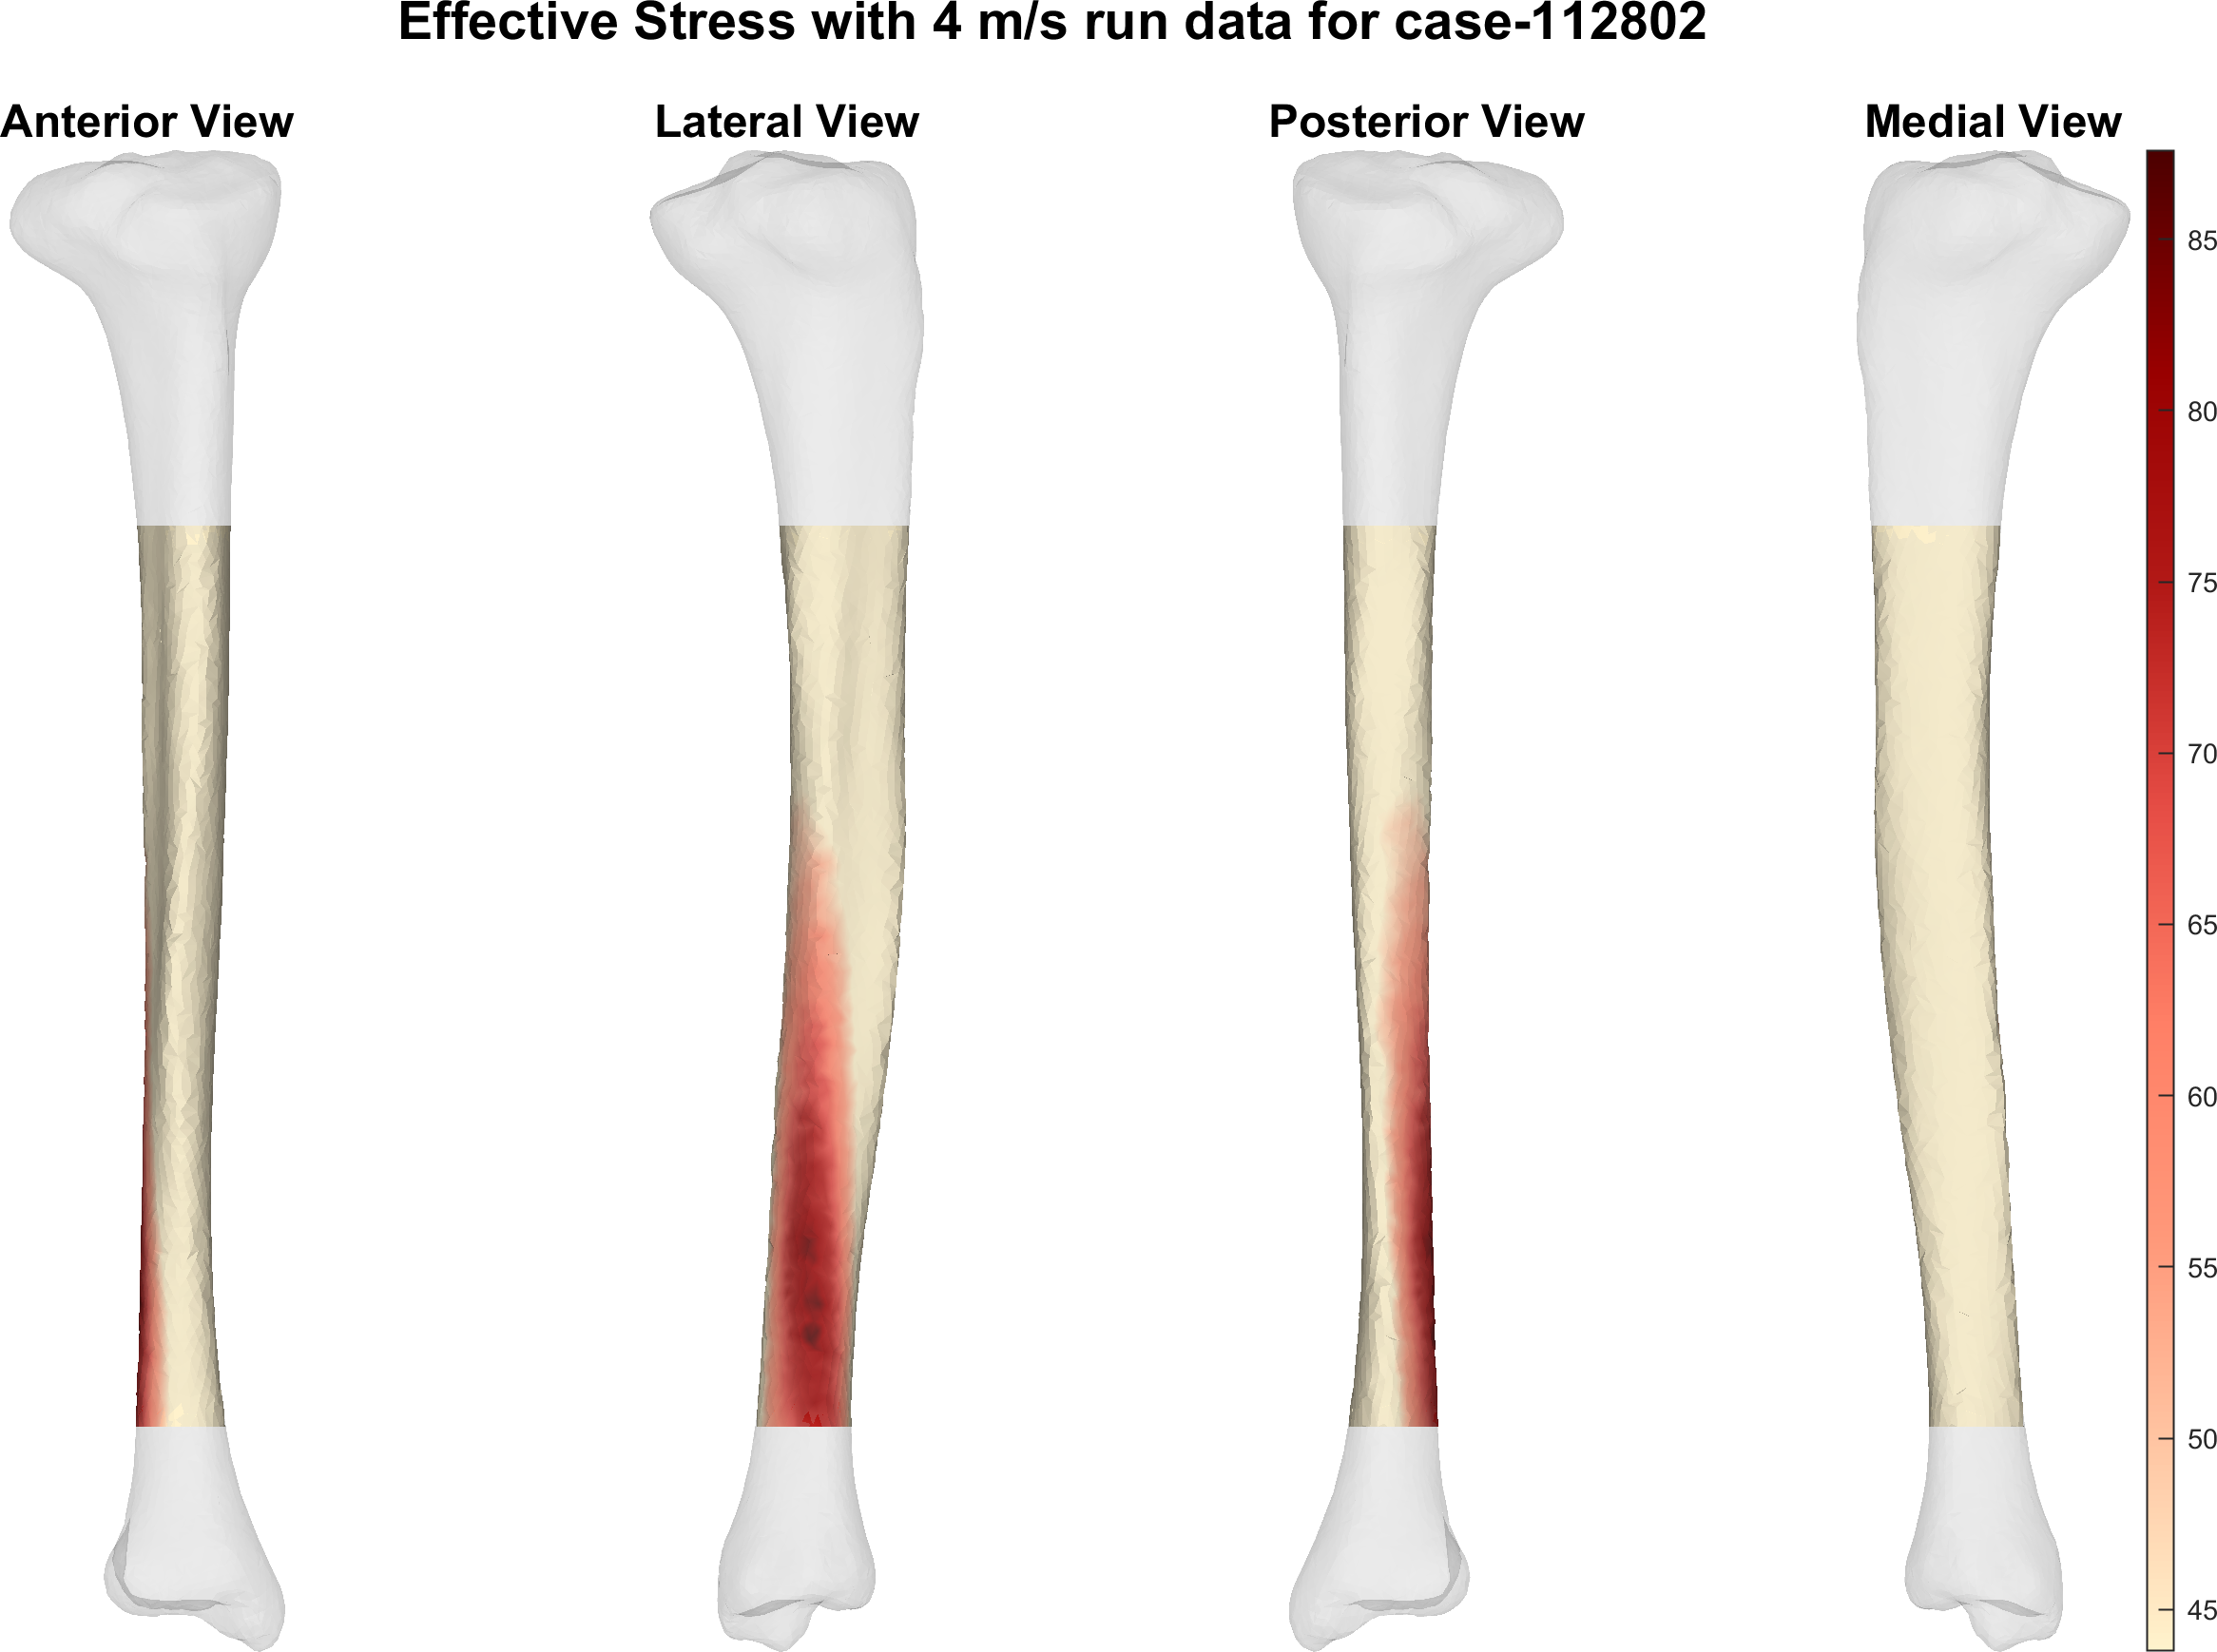 Effective Stress with 4 m/s run data for case-112802
Anterior View
Lateral View
Posterior View
Medial View
85
80
75
70
65
60
55
50
45